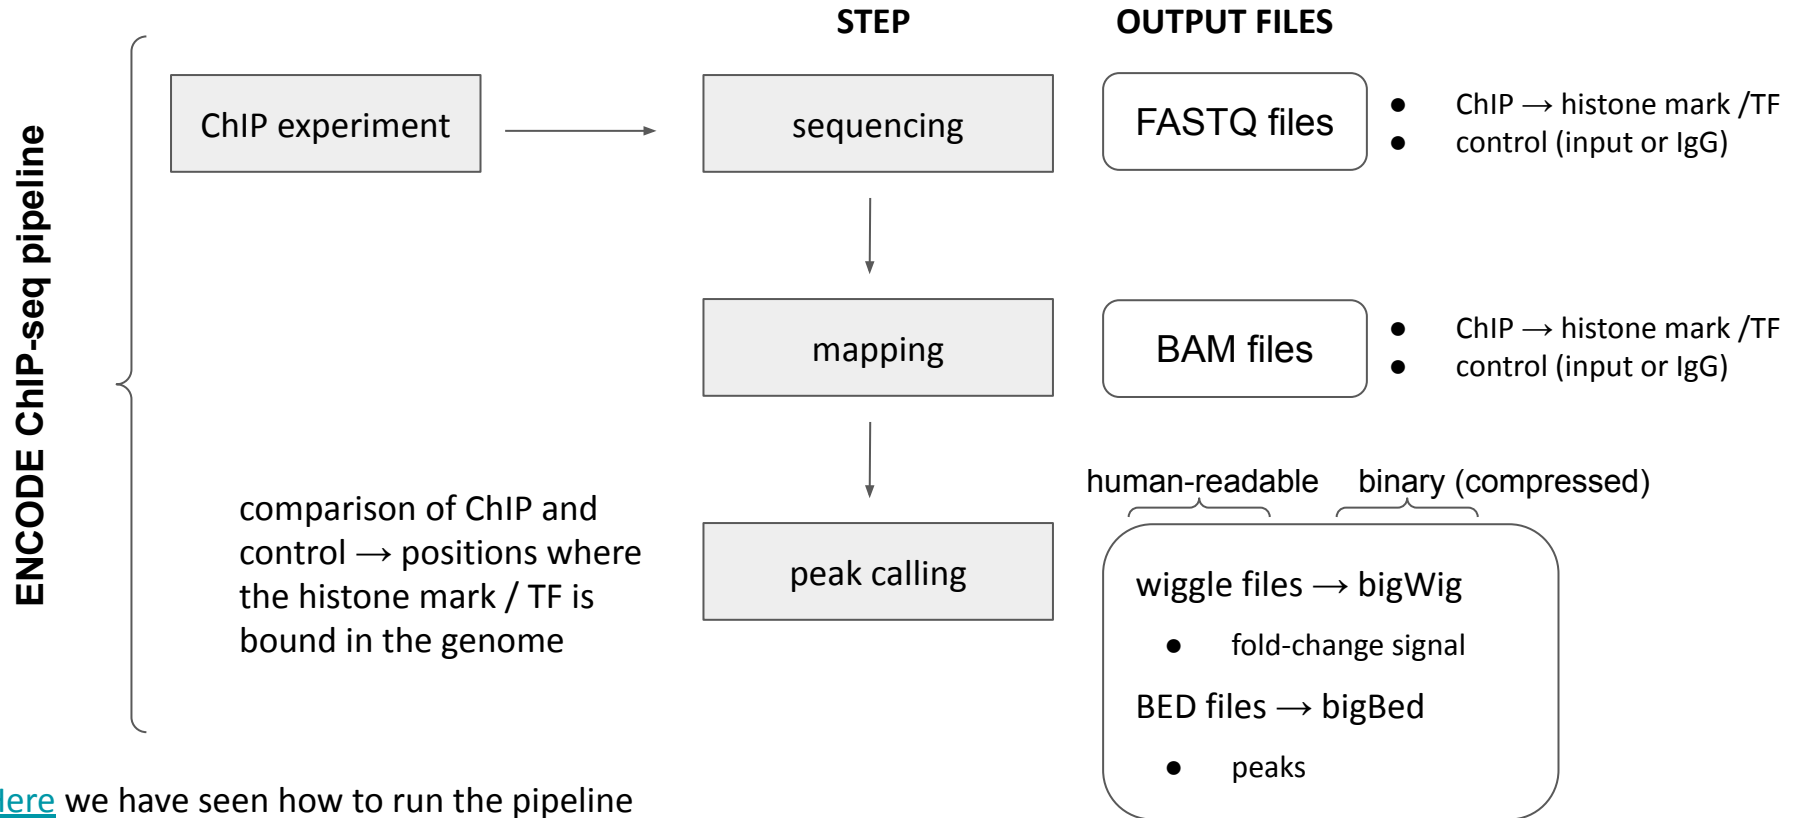 STEP
OUTPUT FILES
ENCODE ChIP-seq pipeline
ChIP experiment
sequencing
FASTQ files
● ChIP → histone mark /TF
● control (input or IgG)
mapping
BAM files
● ChIP → histone mark /TF
● control (input or IgG)
comparison of ChIP and
control → positions where
the histone mark / TF is
bound in the genome
peak calling
human-readable
binary (compressed)
wiggle files → bigWig
● fold-change signal
BED files → bigBed
● peaks
Here we have seen how to run the pipeline